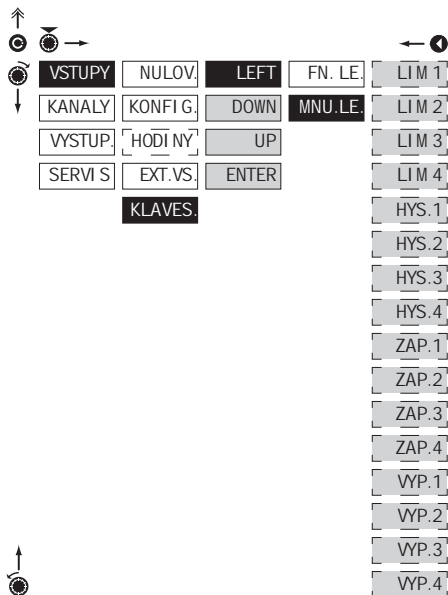 VSTUPY NULOV. LEFT FN. LE. LIM 1
KANALY KONFIG. DOWN MNU.LE. LIM 2
VYSTUP. HODINY UP LIM 3
SERVIS EXT.VS. ENTER LIM 4
KLAVES. HYS.1
HYS.2
HYS.3
HYS.4
ZAP.1
ZAP.2
ZAP.3
ZAP.4
VYP.1
VYP.2
VYP.3
VYP.4